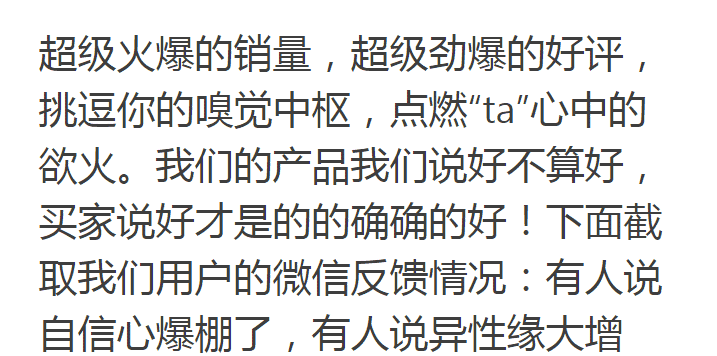 超级火爆的销量，超级劲爆的好评，
挑逗你的嗅觉中枢，点燃“ta”心中的
欲火。我们的产品我们说好不算好，
买家说好才是的的确确的好！下面截
取我们用户的微信反馈情况：有人说
自信心爆棚了，有人说异性缘大增